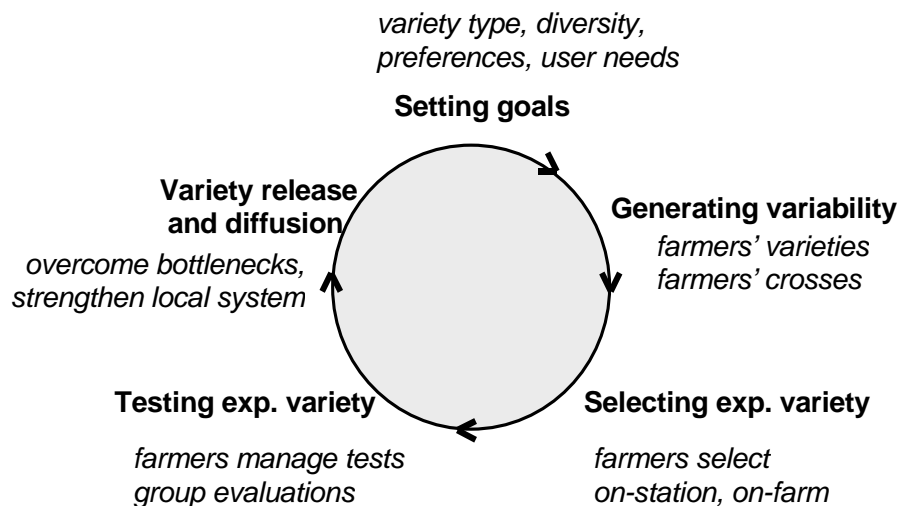 variety type, diversity,
preferences, user needs
Setting goals
Variety release
and diffusion
overcome bottlenecks,
strengthen local system
Generating variability
farmers’ varieties
farmers’ crosses
Testing exp. variety
farmers manage tests
group evaluations
Selecting exp. variety
farmers select
on-station, on-farm